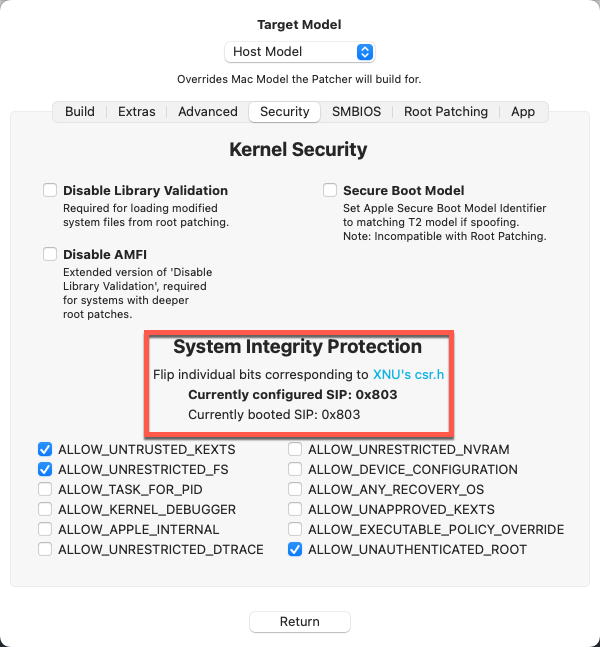 Target Model
Host Model
Overrides Mac Model the Patcher will build for.
Build Extras Advanced Security SMBIOS Root Patching App
Kernel Security
Disable Library Validation
Required for loading modified
system files from root patching.
Secure Boot Model
Set Apple Secure Boot Model Identifier
to matching T2 model if spoofing.
Note: Incompatible with Root Patching.
Disable AMFI
Extended version of 'Disable
Library Validation', required
for systems with deeper
root patches.
System Integrity Protection
Flip individual bits corresponding to XNU's csr.h
Currently configured SIP: 0x803
Currently booted SIP: 0x803
ALLOW_UNTRUSTED_KEXTS
ALLOW_UNRESTRICTED_FS
ALLOW_TASK_FOR_PID
ALLOW_KERNEL_DEBUGGER
ALLOW_APPLE_INTERNAL
ALLOW_UNRESTRICTED_DTRACE
ALLOW_UNRESTRICTED_NVRAM
ALLOW_DEVICE_CONFIGURATION
ALLOW_ANY_RECOVERY_OS
ALLOW_UNAPPROVED_KEXTS
ALLOW_EXECUTABLE_POLICY_OVERRIDE
ALLOW_UNAUTHENTICATED_ROOT
Return